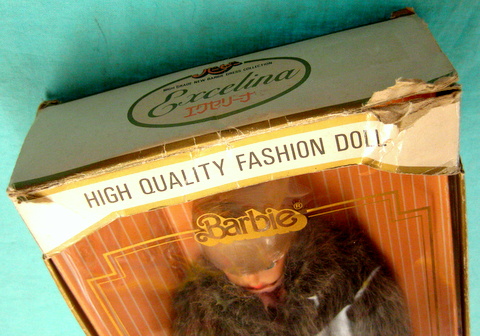 Excelina
エクセリーナ
HIGH QUALITY FASHION DOLL
Barbie®